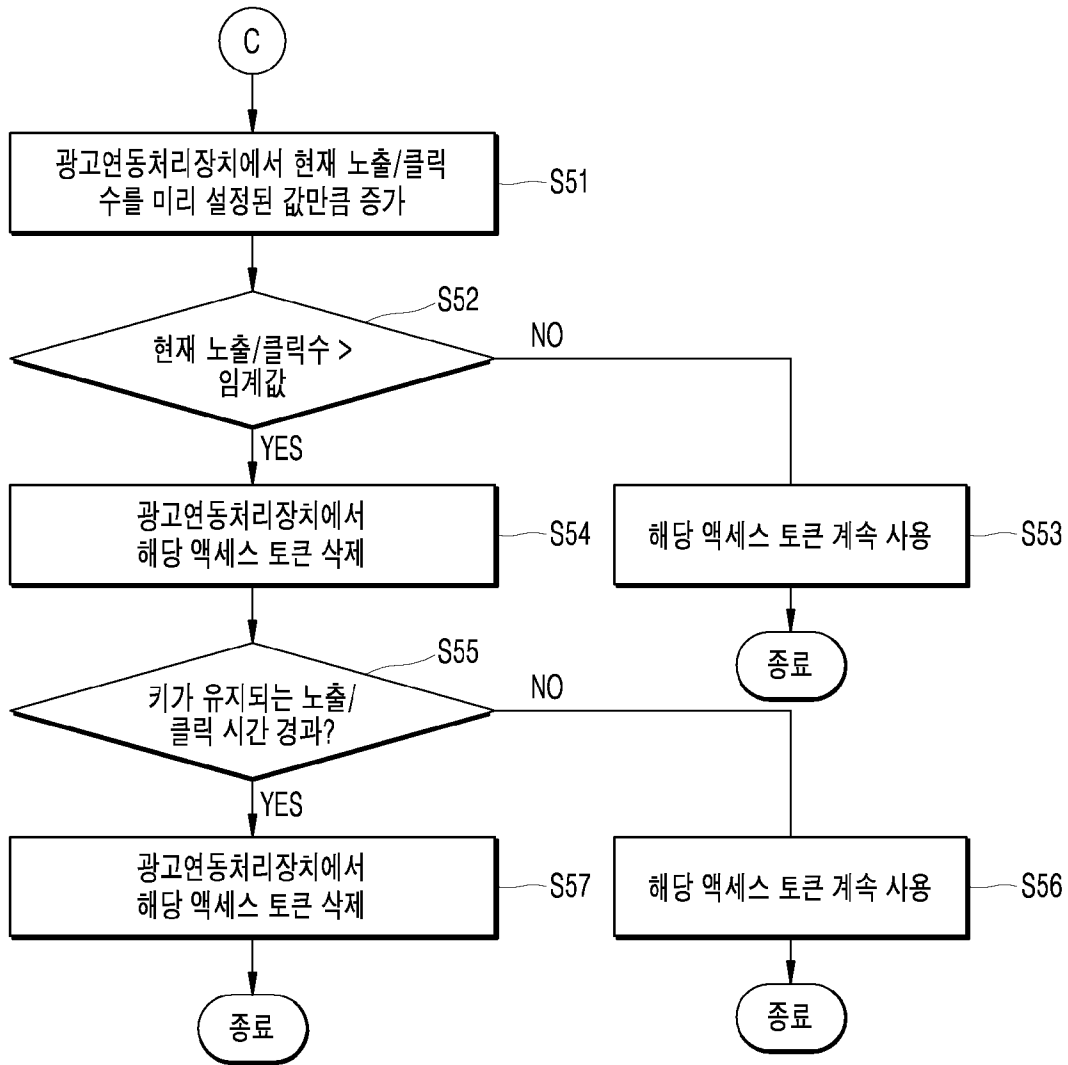 C
광고연동처리장치에서 현재 노출/클릭
수를 미리 설정된 값만큼 증가
S51
S52
현재 노출/클릭수 >
임계값
NO
YES
광고연동처리장치에서
해당 액세스 토큰 삭제
S54
해당 액세스 토큰 계속 사용
S53
종료
S55
키가 유지되는 노출/
클릭 시간 경과?
NO
YES
광고연동처리장치에서
해당 액세스 토큰 삭제
S57
해당 액세스 토큰 계속 사용
S56
종료
종료